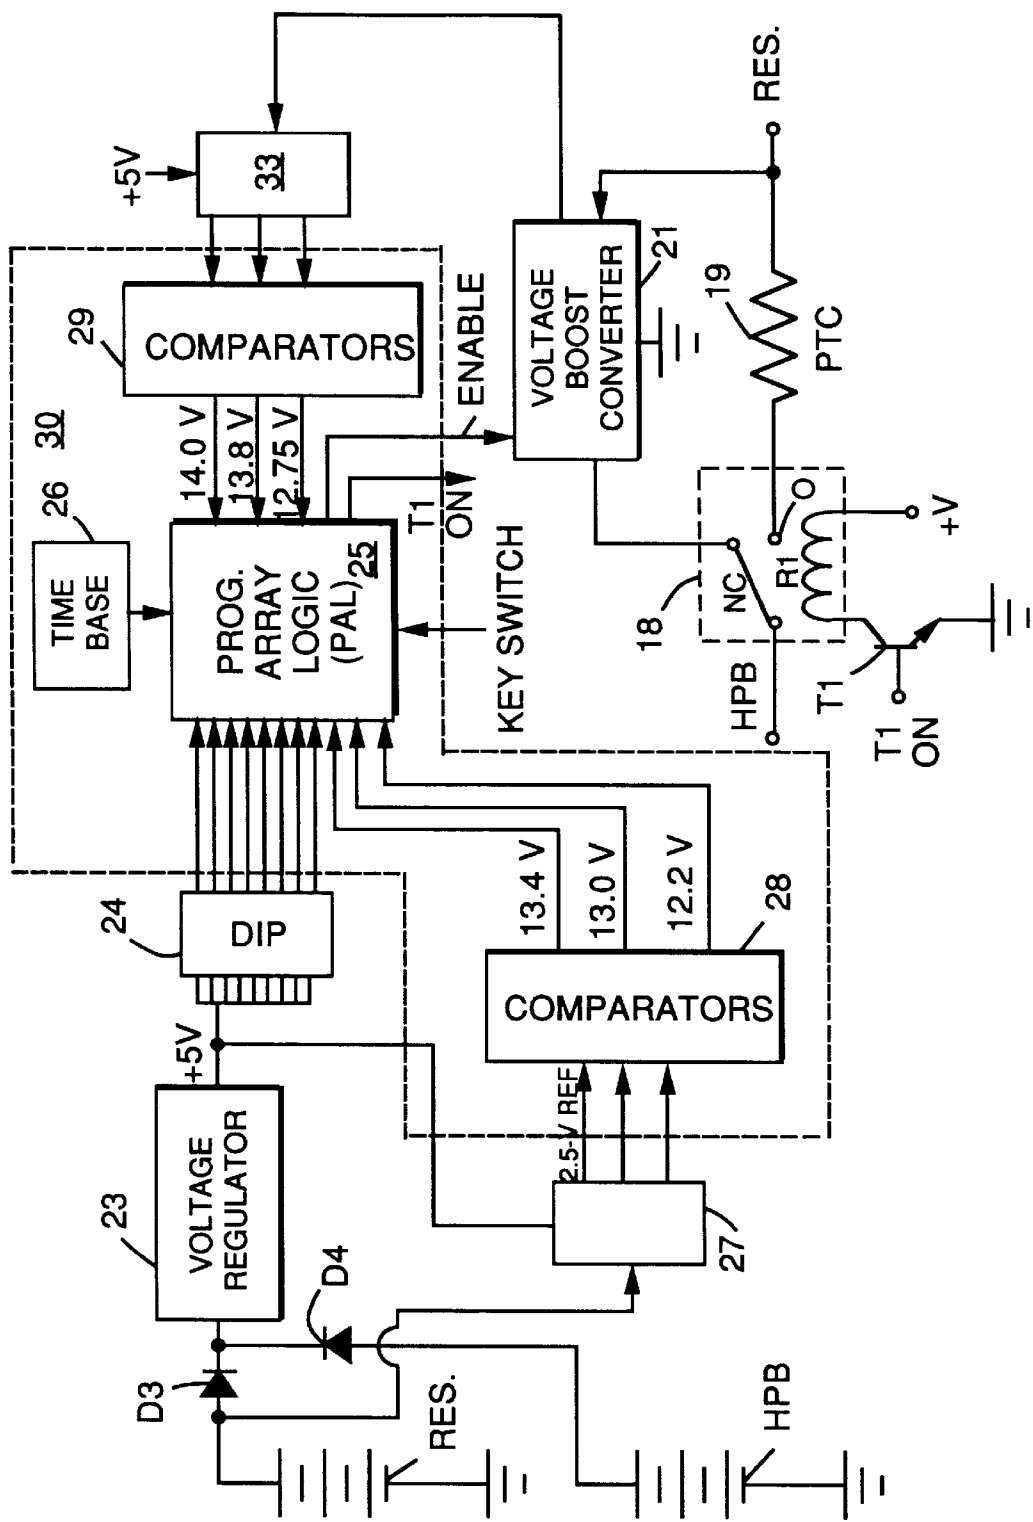 23
VOLTAGE
REGULATOR
+5V
24
DIP
26
TIME
BASE
30
29
COMPARATORS
+5V
33
14.0 V
13.8 V
12.75 V
PROG.
ARRAY
LOGIC
(PAL)
25
T1
ON
ENABLE
KEY SWITCH
D3
D4
RES.
HPB
27
2.5-V REF
COMPARATORS
28
13.4 V
13.0 V
12.2 V
VOLTAGE
BOOST
CONVERTER
21
18
HPB
NC
O
R1
19
PTC
RES.
+V
T1
T1
ON